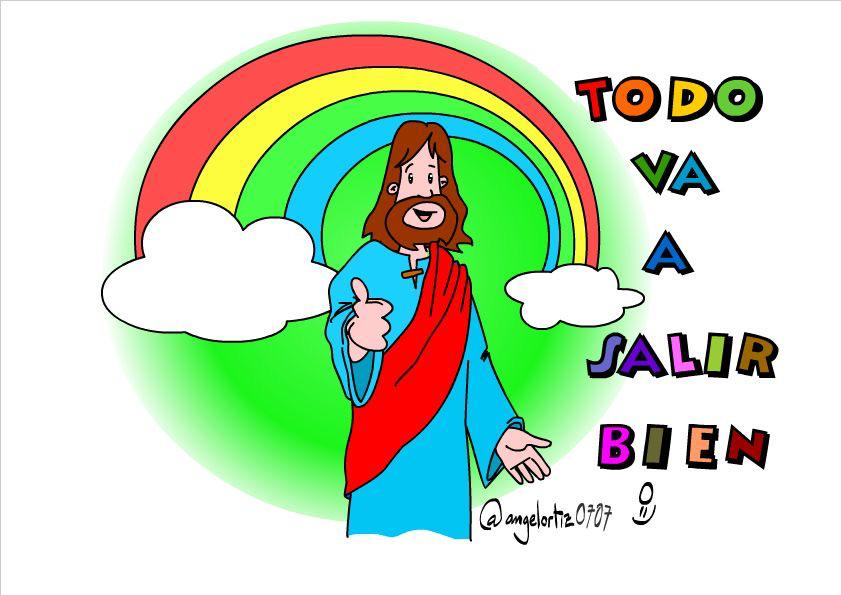 TODO
VA
A
SALIR
BIEN
@angelortiz0707